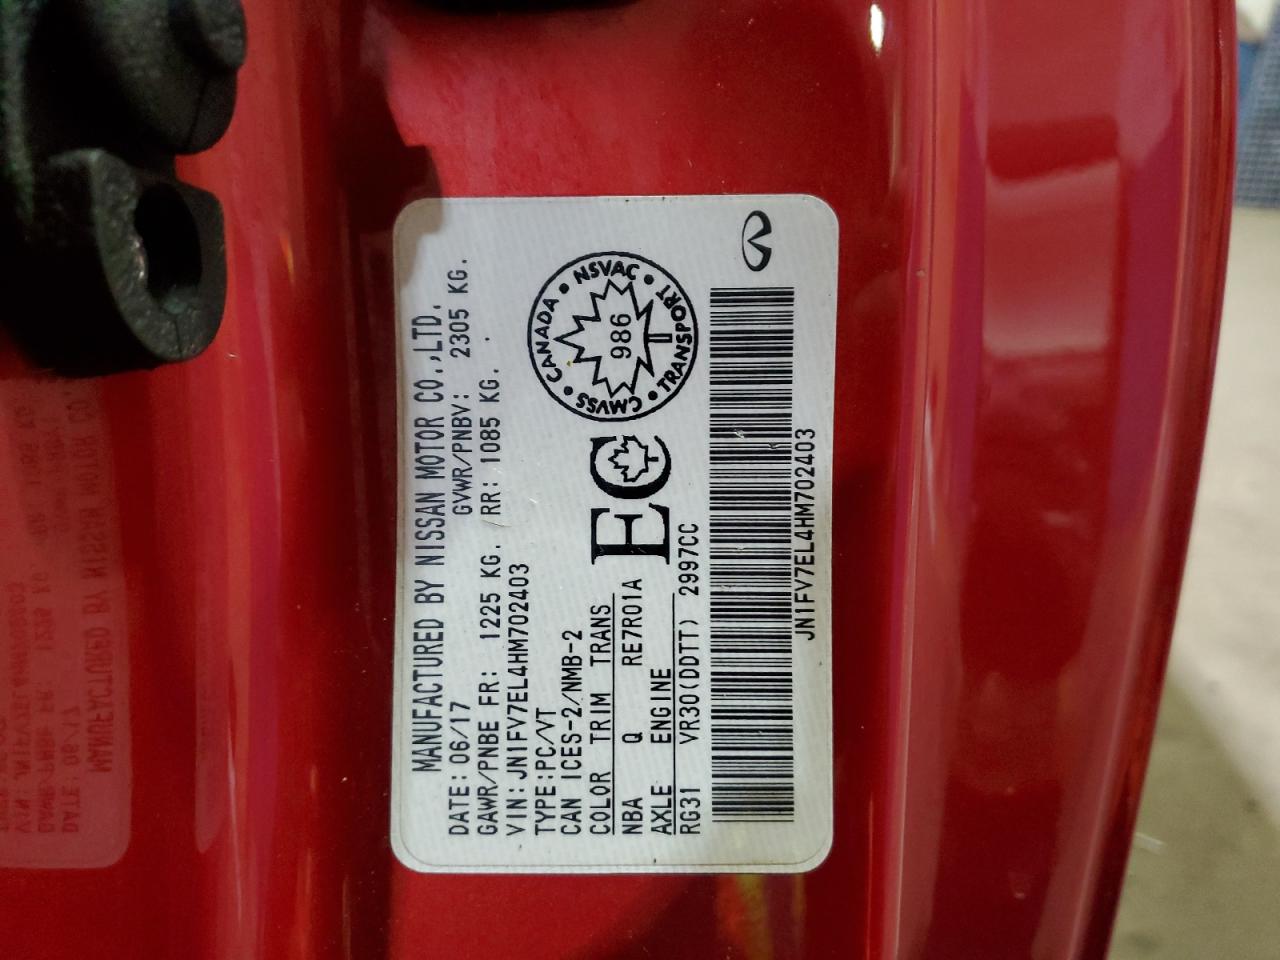 MANUFACTURED BY NISSAN MOTOR CO.,LTD.
DATE: 06/17 GVWR/PNBV: 2305 KG.
GAWR/PNBE FR: 1225 KG. RR: 1085 KG.
VIN: JN1FV7EL4HM702403
TYPE:PC/VT
CAN ICES-2/NMB-2
COLOR TRIM TRANS
NBA Q RE7R01A
AXLE ENGINE
RG31 VR30(DDTT) 2997CC
EC
CANADA • NSVAC • TRANSPORT • CMVSS •
986
JN1FV7EL4HM702403